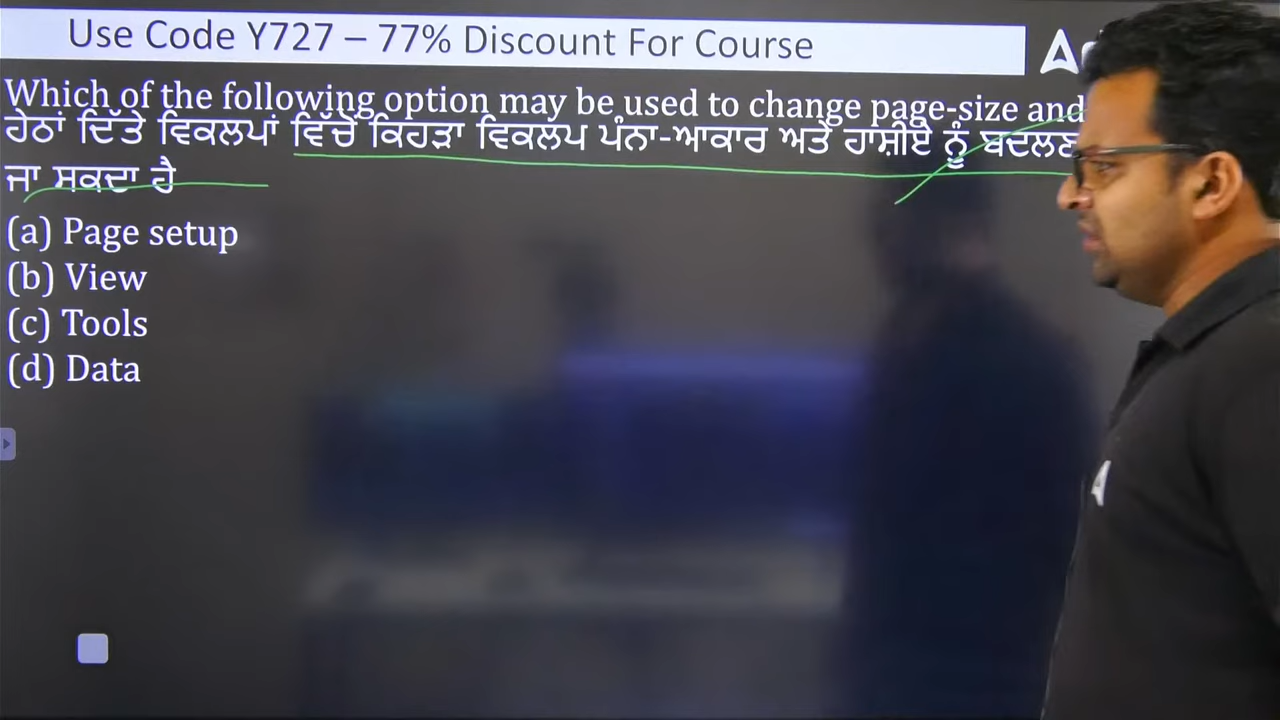 Use Code Y727 – 77% Discount For Course
Which of the following option may be used to change page-size and
ਹੇਠਾਂ ਦਿੱਤੇ ਵਿਕਲਪਾਂ ਵਿੱਚੋਂ ਕਿਹੜਾ ਵਿਕਲਪ ਪੰਨਾ-ਆਕਾਰ ਅਤੇ ਹਾਸ਼ੀਏ ਨੂੰ
ਜਾ ਸਕਦਾ ਹੈ
(a) Page setup
(b) View
(c) Tools
(d) Data